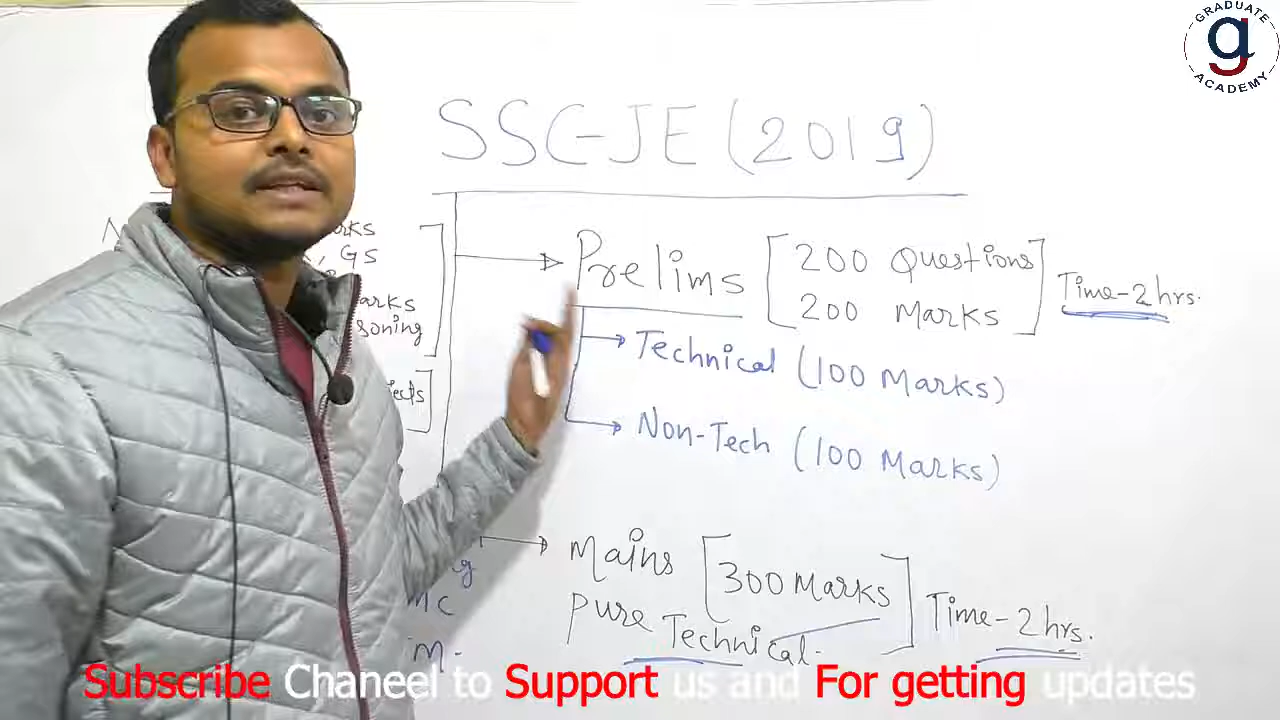 GRADUATE
g
ACADEMY
SSC-JE (2019)
Prelims [200 Questions
200 Marks] Time-2 hrs.
Technical (100 Marks)
Non-Tech (100 Marks)
GS
Mains [300 Marks] Time-2 hrs.
pure Technical.
Subscribe Chaneel to Support us and For getting updates